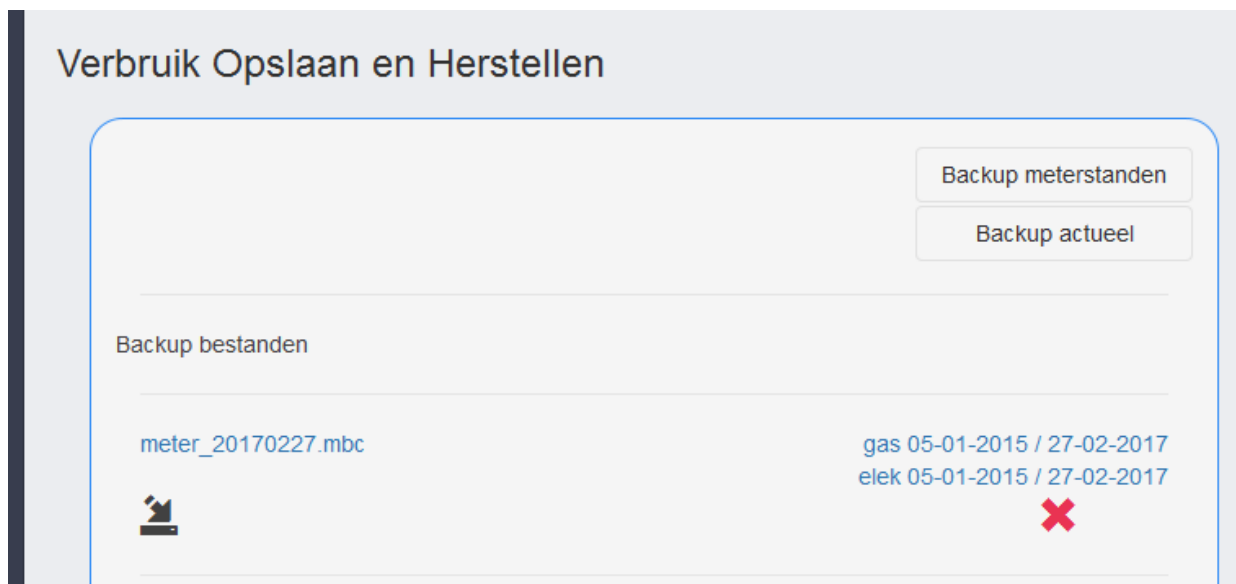 Verbruik Opslaan en Herstellen
Backup meterstanden
Backup actueel
Backup bestanden
meter_20170227.mbc
gas 05-01-2015 / 27-02-2017
elek 05-01-2015 / 27-02-2017